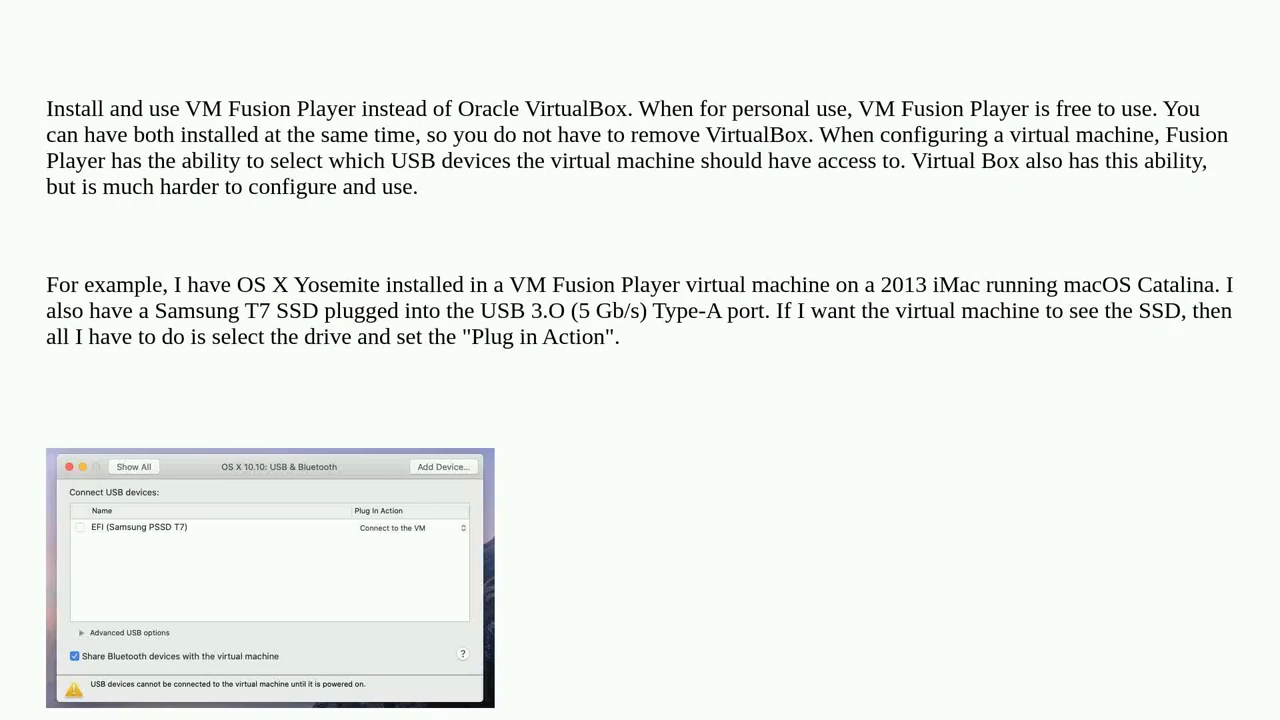 Install and use VM Fusion Player instead of Oracle VirtualBox. When for personal use, VM Fusion Player is free to use. You
can have both installed at the same time, so you do not have to remove VirtualBox. When configuring a virtual machine, Fusion
Player has the ability to select which USB devices the virtual machine should have access to. Virtual Box also has this ability,
but is much harder to configure and use.
For example, I have OS X Yosemite installed in a VM Fusion Player virtual machine on a 2013 iMac running macOS Catalina. I
also have a Samsung T7 SSD plugged into the USB 3.O (5 Gb/s) Type-A port. If I want the virtual machine to see the SSD, then
all I have to do is select the drive and set the "Plug in Action".
Show All OS X 10.10: USB & Bluetooth Add Device...
Connect USB devices:
Name Plug In Action
EFI (Samsung PSSD T7) Connect to the VM
Advanced USB options
Share Bluetooth devices with the virtual machine ?
USB devices cannot be connected to the virtual machine until it is powered on.